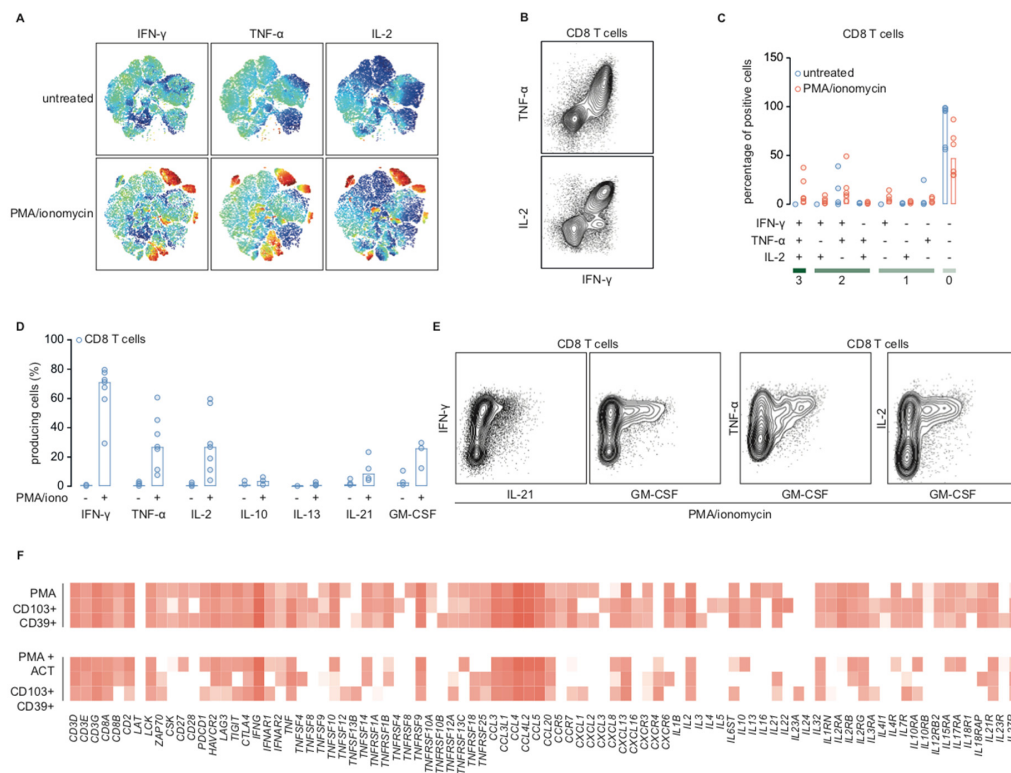 A
IFN-γ
TNF-α
IL-2
untreated
PMA/ionomycin
B
CD8 T cells
TNF-α
IL-2
IFN-γ
C
CD8 T cells
untreated
PMA/ionomycin
percentage of positive cells
150
100
50
0
IFN-γ + + + - + - - -
TNF-α + - + + - - + -
IL-2 + + - + - + - -
3 2 1 0
D
CD8 T cells
producing cells (%)
100
80
60
40
20
0
PMA/iono - + - + - + - + - + - + - +
IFN-γ TNF-α IL-2 IL-10 IL-13 IL-21 GM-CSF
E
CD8 T cells
CD8 T cells
IFN-γ
TNF-α
IL-2
IL-21
GM-CSF
GM-CSF
GM-CSF
PMA/ionomycin
F
PMA
CD103+
CD39+
PMA +
ACT
CD103+
CD39+
CD3D
CD3E
CD3G
CD8A
CD8B
CD2
LAT
LCK
ZAP70
CSK
CD27
CD28
PDCD1
HAVCR2
LAG3
TIGIT
CTLA4
IFNG
IFNAR1
IFNAR2
TNF
TNFSF4
TNFSF8
TNFSF9
TNFSF10
TNFSF12
TNFSF13B
TNFSF14
TNFRSF1A
TNFRSF1B
TNFRSF4
TNFRSF8
TNFRSF9
TNFRSF10A
TNFRSF10B
TNFRSF12A
TNFRSF13C
TNFRSF18
TNFRSF25
CCL3
CCL3L1
CCL4
CCL4L2
CCL5
CCL20
CCR5
CCR7
CXCL1
CXCL2
CXCL3
CXCL8
CXCL13
CXCL16
CXCR3
CXCR4
CXCR6
IL1B
IL2
IL3
IL4
IL5
IL6ST
IL10
IL13
IL16
IL21
IL22
IL23A
IL24
IL32
IL1RN
IL2RA
IL2RB
IL2RG
IL3RA
IL4I1
IL4R
IL7R
IL10RA
IL10RB
IL12RB2
IL15RA
IL17RA
IL18R1
IL18RAP
IL21R
IL23R